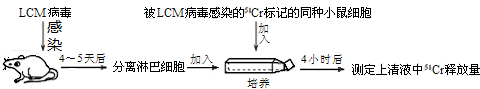 LCM病毒
感染
被LCM病毒感染的⁵¹Cr标记的同种小鼠细胞
加入
4～5天后
分离淋巴细胞
加入
培养
4小时后
测定上清液中⁵¹Cr释放量